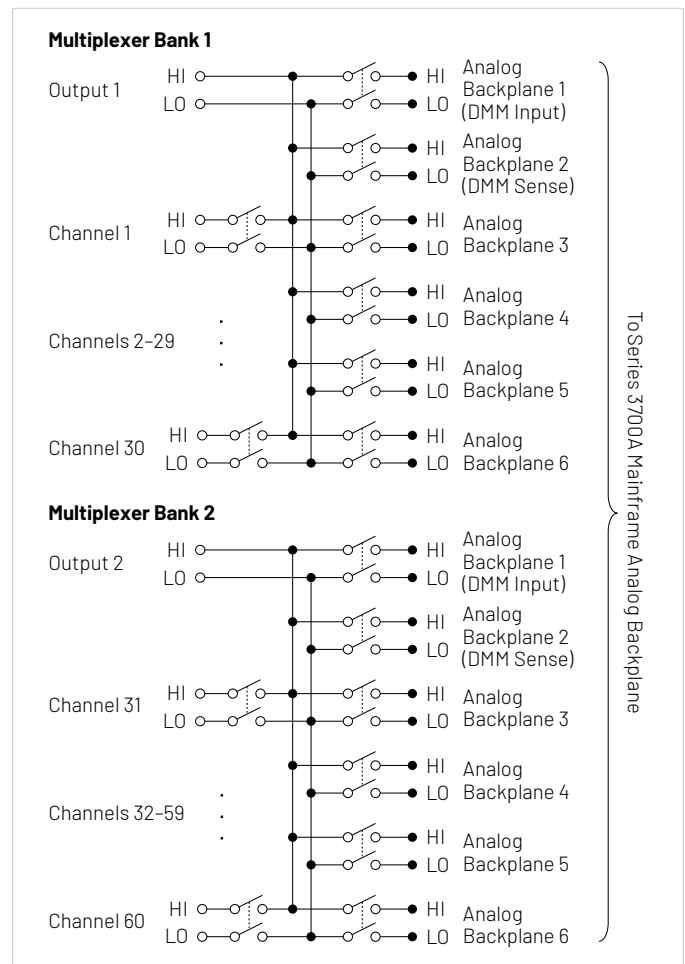 Multiplexer Bank 1
Output 1
HI
LO
HI
LO
Analog
Backplane 1
(DMM Input)
HI
LO
Analog
Backplane 2
(DMM Sense)
Channel 1
HI
LO
HI
LO
Analog
Backplane 3
HI
LO
Analog
Backplane 4
Channels 2–29
HI
LO
Analog
Backplane 5
Channel 30
HI
LO
HI
LO
Analog
Backplane 6
Multiplexer Bank 2
Output 2
HI
LO
HI
LO
Analog
Backplane 1
(DMM Input)
HI
LO
Analog
Backplane 2
(DMM Sense)
Channel 31
HI
LO
HI
LO
Analog
Backplane 3
HI
LO
Analog
Backplane 4
Channels 32–59
HI
LO
Analog
Backplane 5
Channel 60
HI
LO
HI
LO
Analog
Backplane 6
ToSeries 3700A Mainframe Analog Backplane